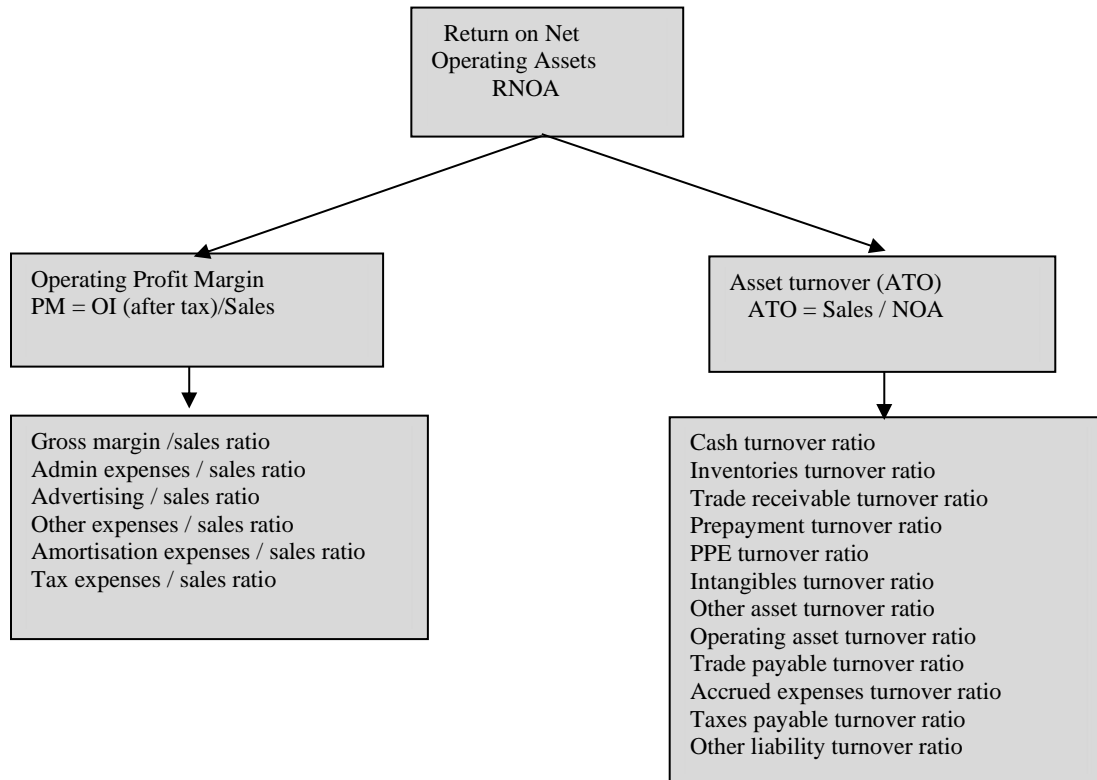 Return on Net
Operating Assets
RNOA
Operating Profit Margin
PM = OI (after tax)/Sales
Asset turnover (ATO)
ATO = Sales / NOA
Gross margin /sales ratio
Admin expenses / sales ratio
Advertising / sales ratio
Other expenses / sales ratio
Amortisation expenses / sales ratio
Tax expenses / sales ratio
Cash turnover ratio
Inventories turnover ratio
Trade receivable turnover ratio
Prepayment turnover ratio
PPE turnover ratio
Intangibles turnover ratio
Other asset turnover ratio
Operating asset turnover ratio
Trade payable turnover ratio
Accrued expenses turnover ratio
Taxes payable turnover ratio
Other liability turnover ratio